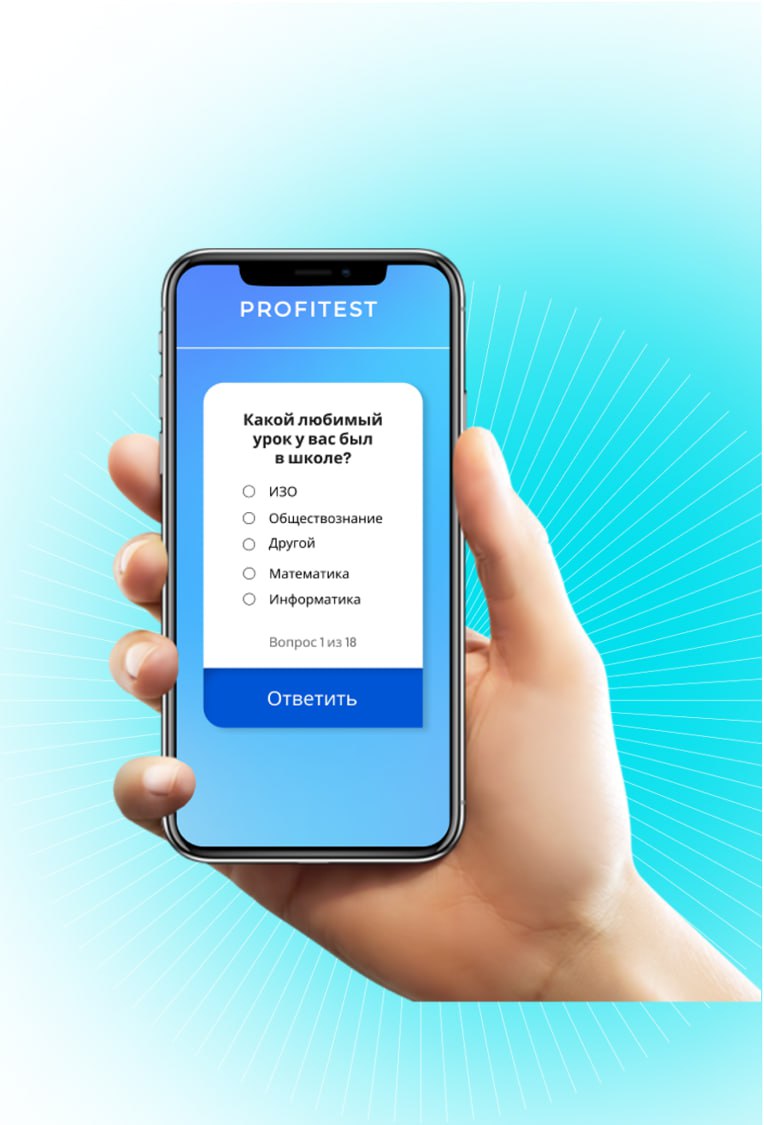 PROFITEST
Какой любимый
урок у вас был
в школе?
ИЗО
Обществознание
Другой
Математика
Информатика
Вопрос 1 из 18
Ответить